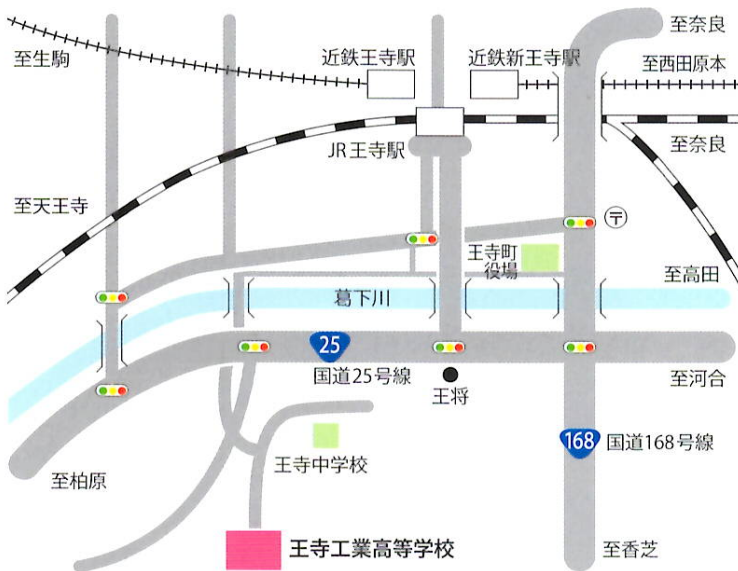 至奈良
至生駒
近鉄王寺駅
近鉄新王寺駅
至西田原本
JR王寺駅
至奈良
至天王寺
〒
王寺町
役場
至高田
葛下川
25
国道25号線
王将
至河合
168
国道168号線
王寺中学校
至柏原
王寺工業高等学校
至香芝